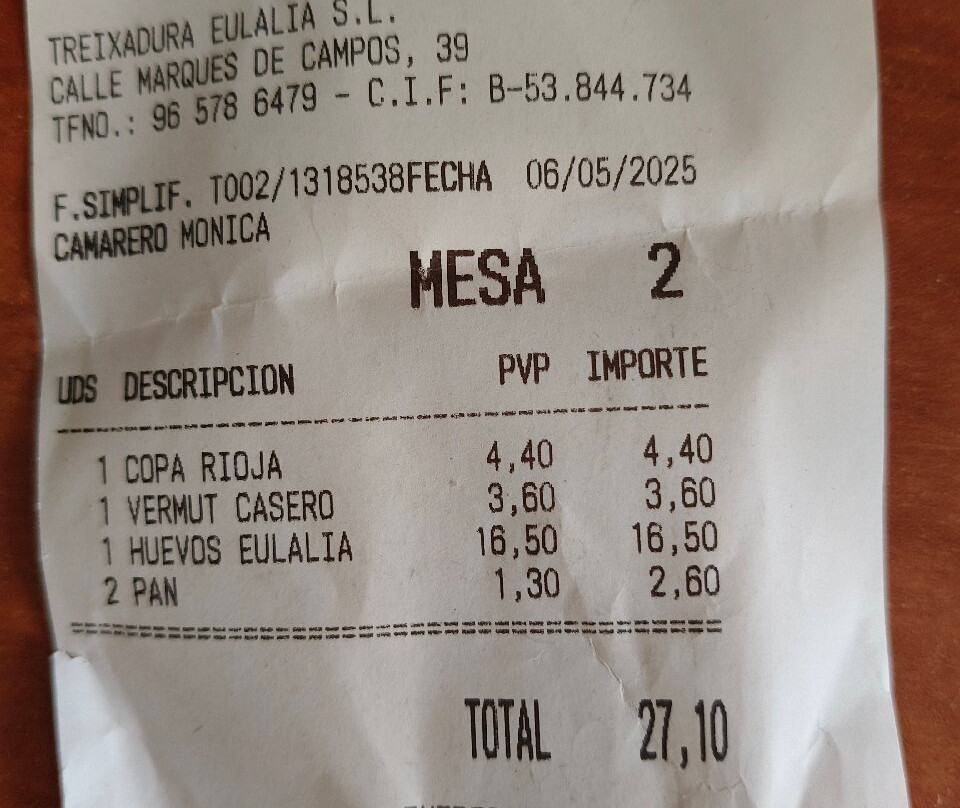 TREIXADURA EULALIA S.L.
CALLE MARQUES DE CAMPOS, 39
TFNO.: 96 578 6479 - C.I.F: B-53.844.734
F.SIMPLIF. T002/1318538FECHA 06/05/2025
CAMARERO MONICA
MESA 2
UDS DESCRIPCION PVP IMPORTE
1 COPA RIOJA 4,40 4,40
1 VERMUT CASERO 3,60 3,60
1 HUEVOS EULALIA 16,50 16,50
2 PAN 1,30 2,60
TOTAL 27,10